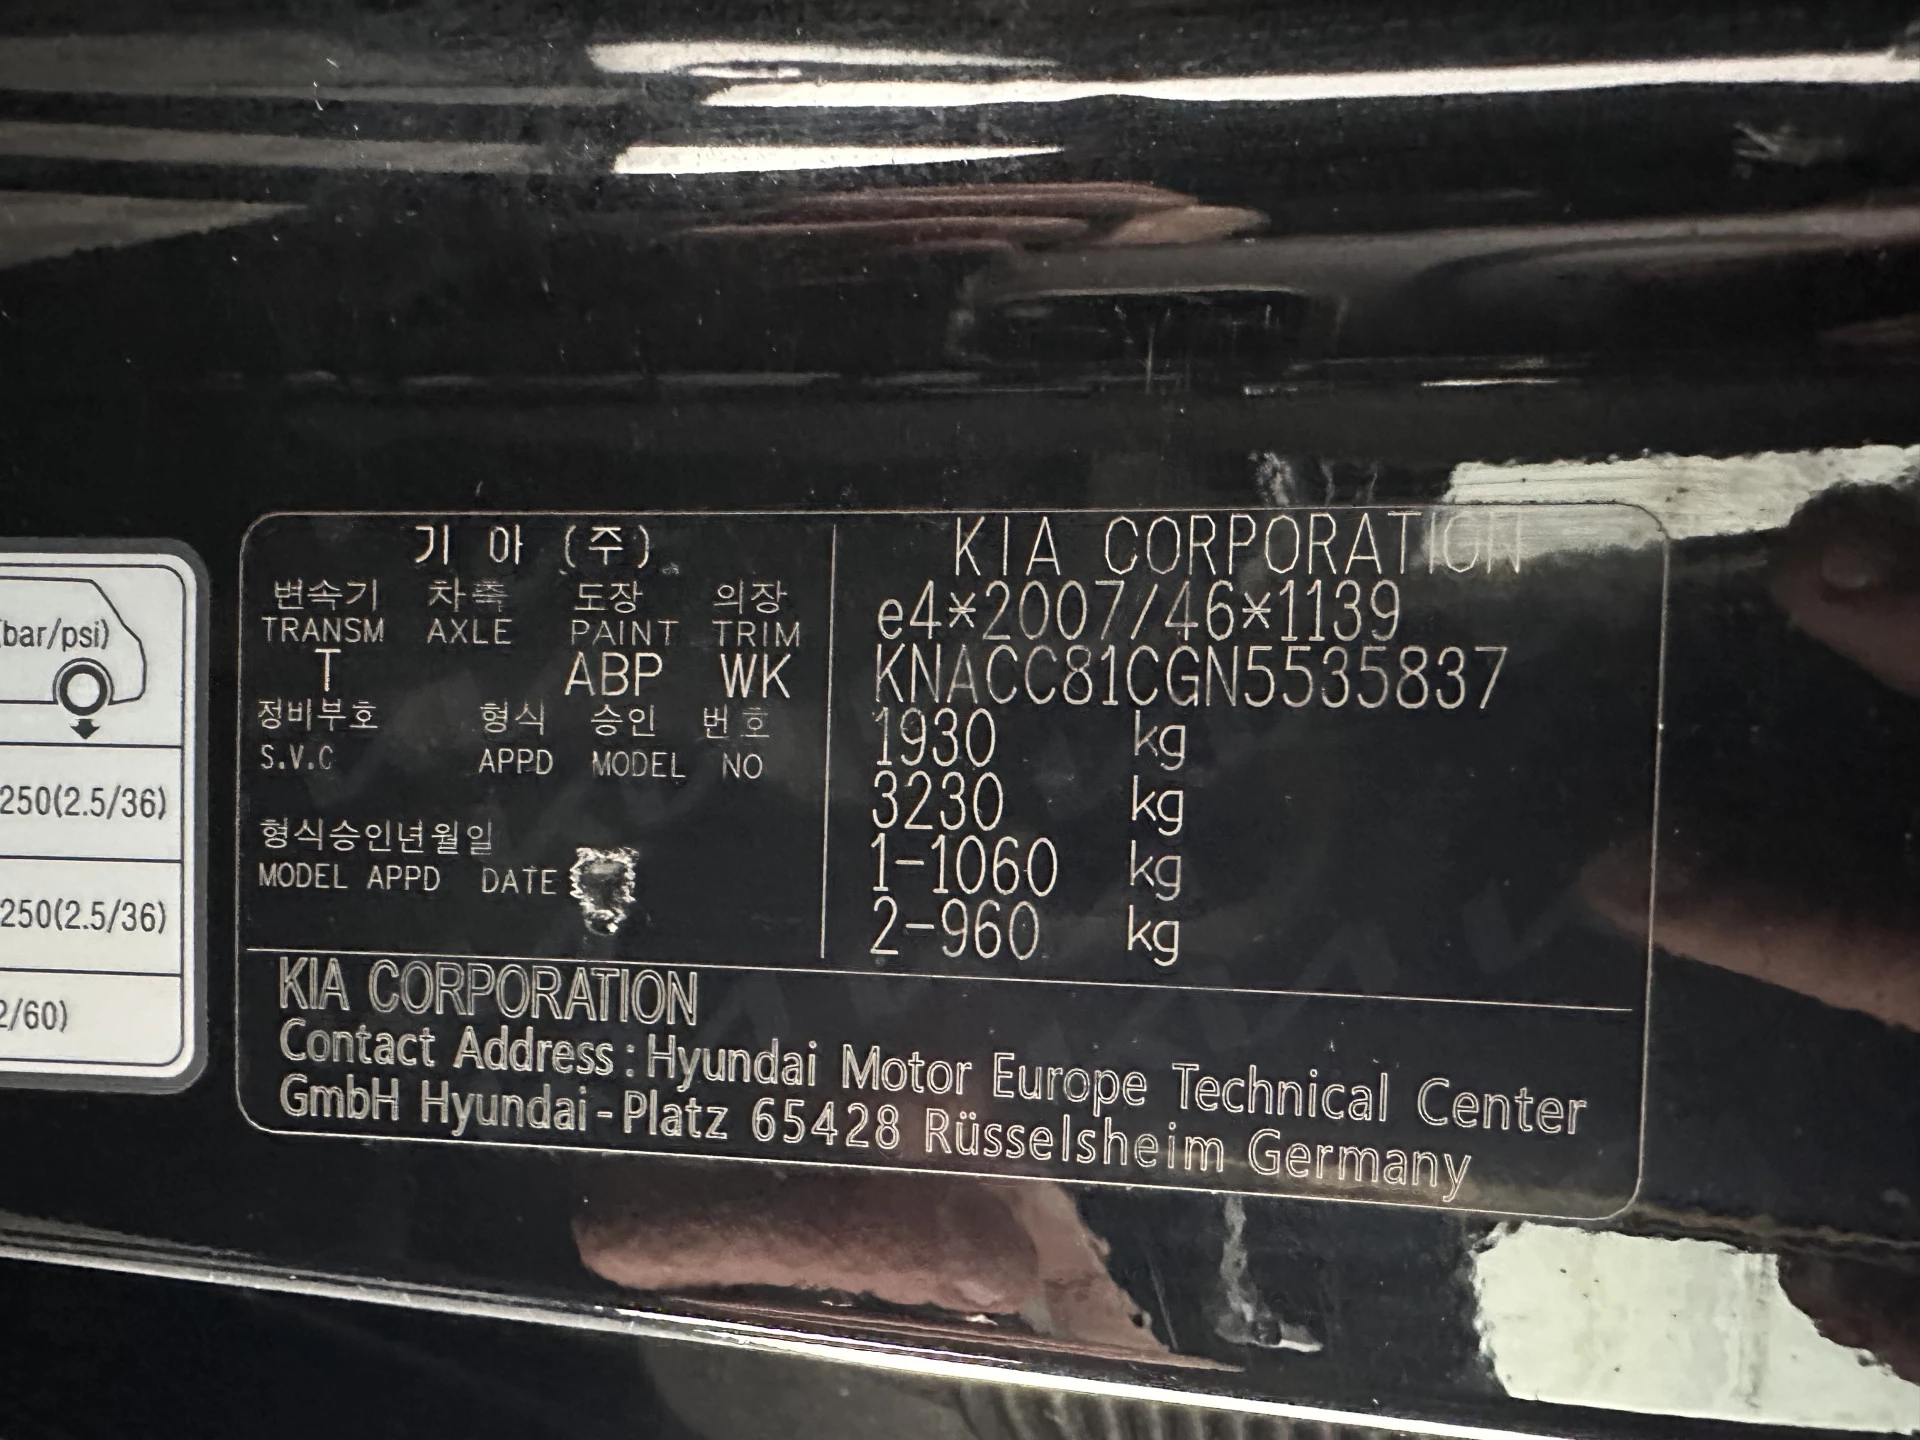 bar/psi)
250(2.5/36)
250(2.5/36)
2/60)
기 아 (주)
변속기 차축 도장 의장
TRANSM AXLE PAINT TRIM
T ABP WK
정비부호 형식 승인 번호
S.V.C APPD MODEL NO
형식승인년월일
MODEL APPD DATE
KIA CORPORATION
e4*2007/46*1139
KNACC81CGN5535837
1930 kg
3230 kg
1-1060 kg
2-960 kg
KIA CORPORATION
Contact Address : Hyundai Motor Europe Technical Center
GmbH Hyundai-Platz 65428 Rüsselsheim Germany